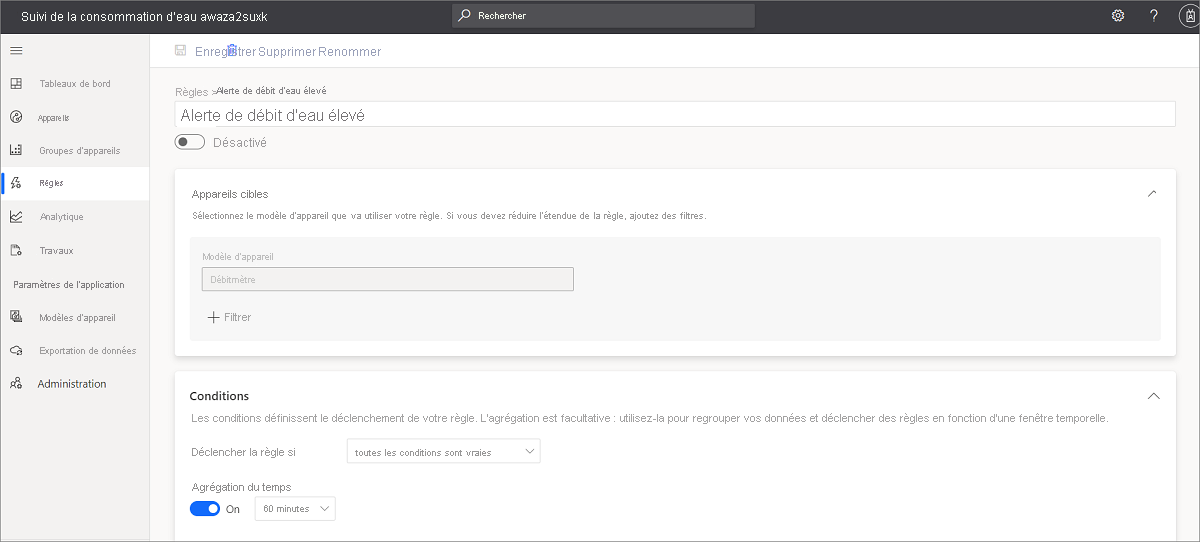 Suivi de la consommation d'eau awaza2suxk
Rechercher
?
Enregistrer Supprimer Renommer
Tableaux de bord
Appareils
Groupes d'appareils
Règles
Analytique
Travaux
Paramètres de l'application
Modèles d'appareil
Exportation de données
Administration
Règles > Alerte de débit d'eau élevé
Alerte de débit d'eau élevé
Désactivé
Appareils cibles
Sélectionnez le modèle d'appareil que va utiliser votre règle. Si vous devez réduire l'étendue de la règle, ajoutez des filtres.
Modèle d'appareil
Débitmètre
Filtrer
Conditions
Les conditions définissent le déclenchement de votre règle. L'agrégation est facultative : utilisez-la pour regrouper vos données et déclencher des règles en fonction d'une fenêtre temporelle.
Déclencher la règle si
toutes les conditions sont vraies
Agrégation du temps
On
60 minutes